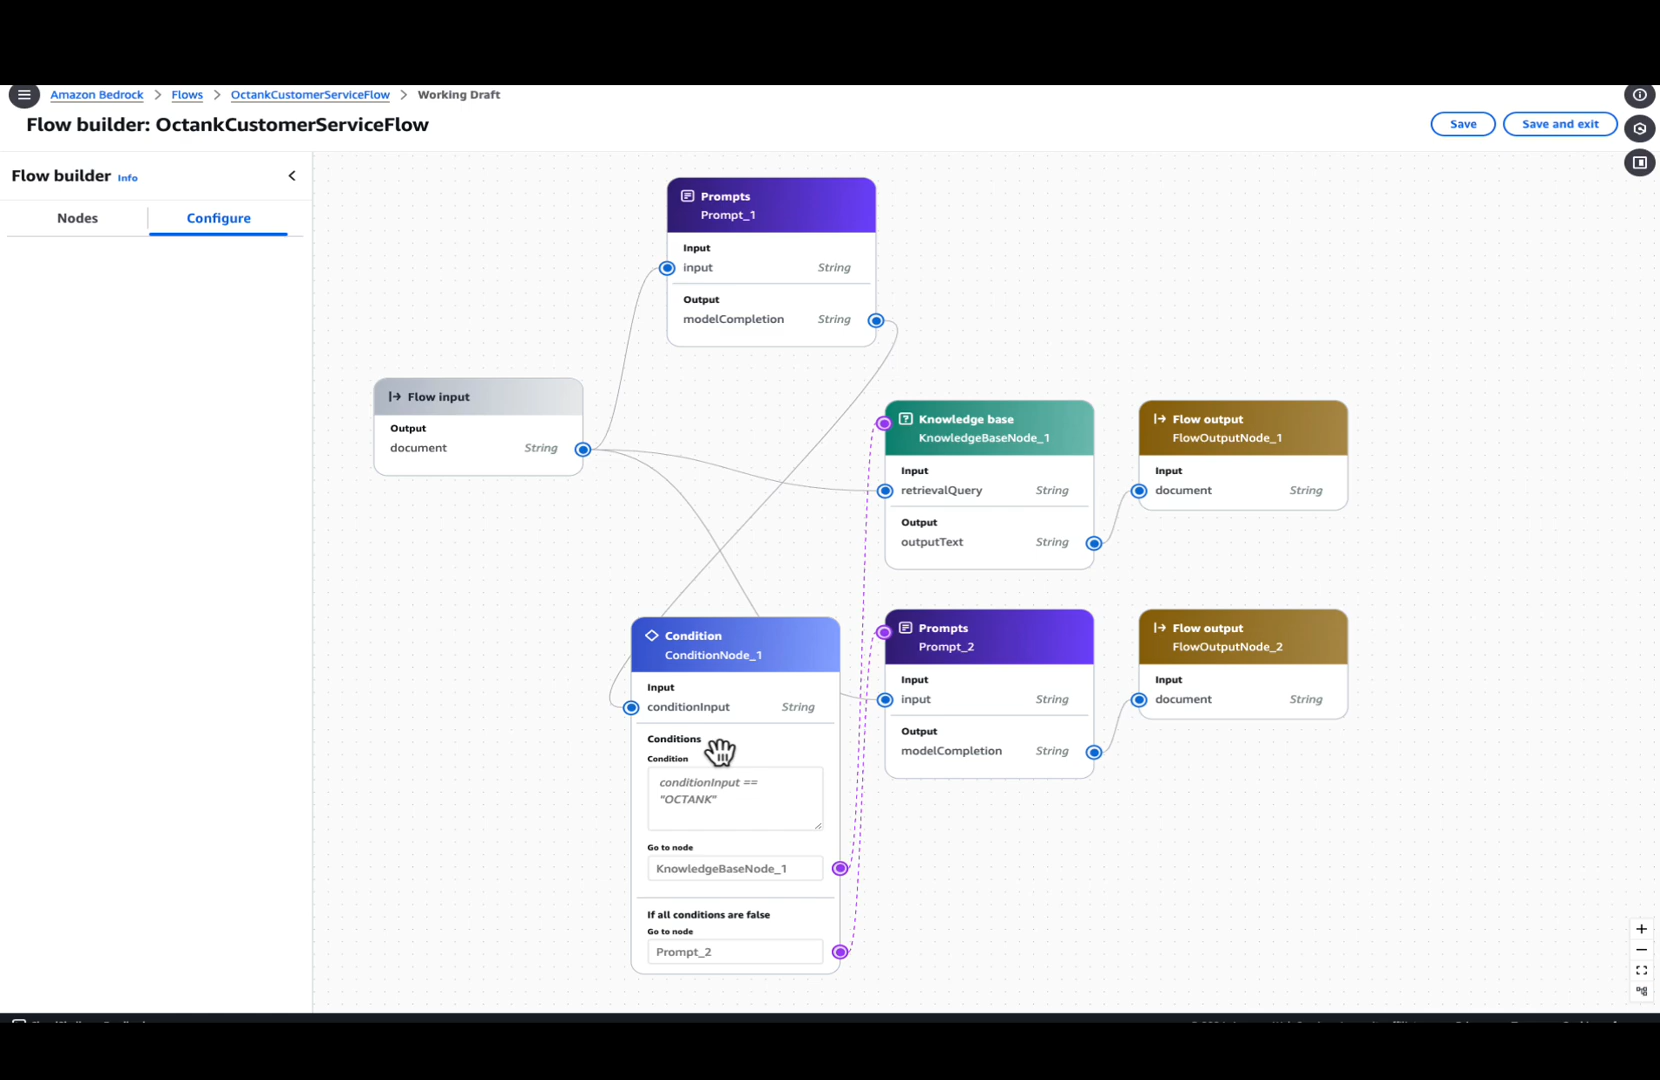 Amazon Bedrock > Flows > OctankCustomerServiceFlow > Working Draft
Flow builder: OctankCustomerServiceFlow
Save
Save and exit
Flow builder Info
Nodes
Configure
Prompts
Prompt_1
Input
input String
Output
modelCompletion String
Flow input
Output
document String
Knowledge base
KnowledgeBaseNode_1
Input
retrievalQuery String
Output
outputText String
Flow output
FlowOutputNode_1
Input
document String
Condition
ConditionNode_1
Input
conditionInput String
Conditions
Condition
conditionInput ==
"OCTANK"
Go to node
KnowledgeBaseNode_1
If all conditions are false
Go to node
Prompt_2
Prompts
Prompt_2
Input
input String
Output
modelCompletion String
Flow output
FlowOutputNode_2
Input
document String